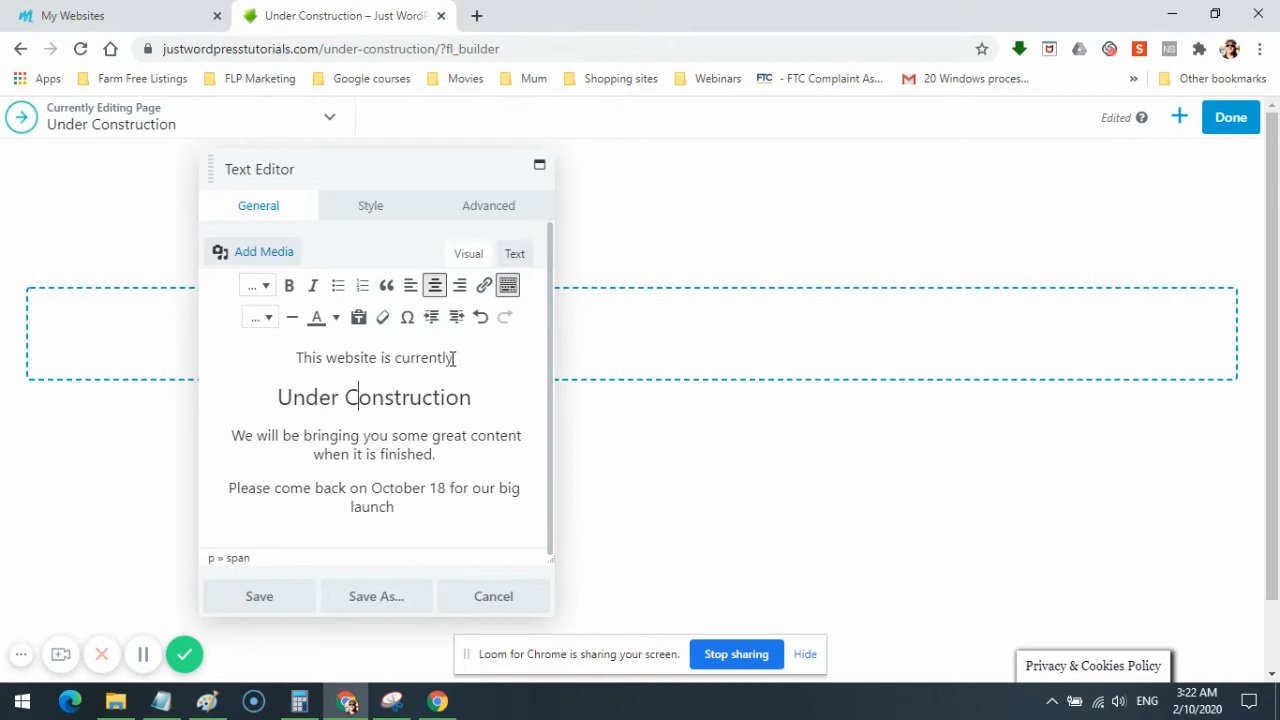 My Websites
Under Construction – Just WordPr
justwordpresstutorials.com/under-construction/?fl_builder
S
NS
Apps
Farm Free Listings
FLP Marketing
Google courses
Movies
Mum
Shopping sites
Webinars
FTC - FTC Complaint As...
20 Windows proces...
»
Other bookmarks
Currently Editing Page
Under Construction
Edited
Done
Text Editor
General
Style
Advanced
Add Media
Visual
Text
...
B
I
...
A
Ω
This website is currently
Under Construction
We will be bringing you some great content
when it is finished.
Please come back on October 18 for our big
launch
p » span
Save
Save As...
Cancel
Loom for Chrome is sharing your screen.
Stop sharing
Hide
Privacy & Cookies Policy
ENG
3:22 AM
2/10/2020